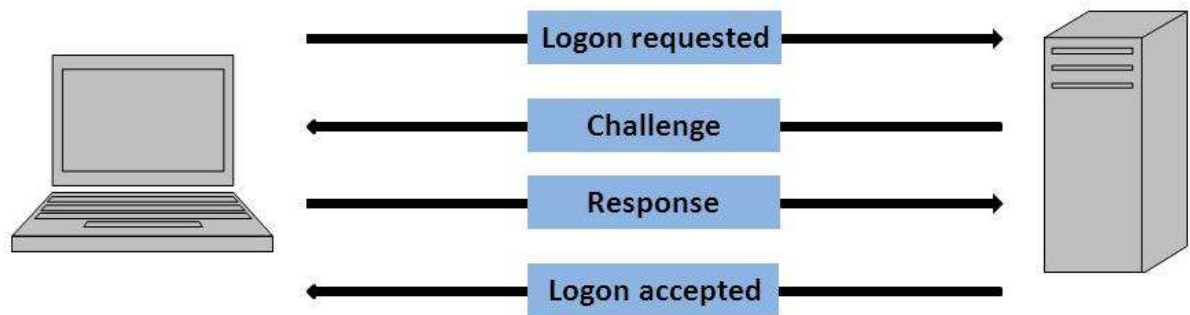 Logon requested
Challenge
Response
Logon accepted